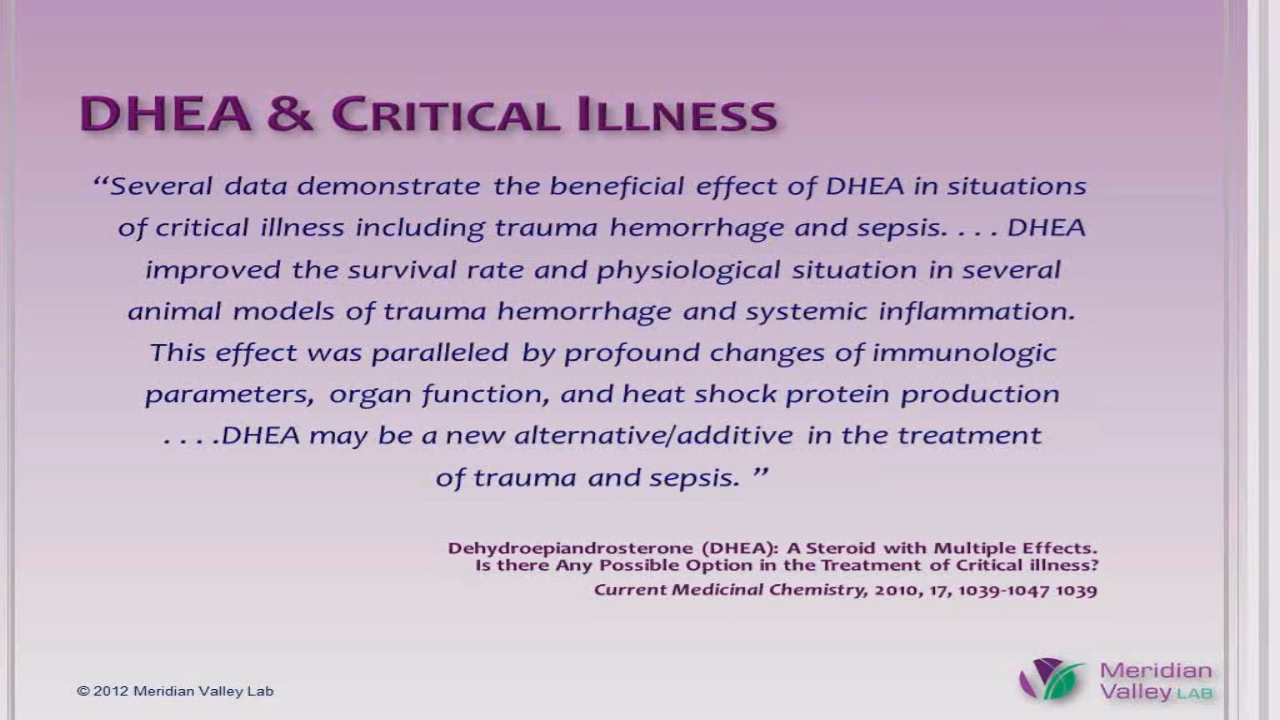 DHEA & CRITICAL ILLNESS
“Several data demonstrate the beneficial effect of DHEA in situations
of critical illness including trauma hemorrhage and sepsis. . . . DHEA
improved the survival rate and physiological situation in several
animal models of trauma hemorrhage and systemic inflammation.
This effect was paralleled by profound changes of immunologic
parameters, organ function, and heat shock protein production
. . . .DHEA may be a new alternative/additive in the treatment
of trauma and sepsis. ”
Dehydroepiandrosterone (DHEA): A Steroid with Multiple Effects.
Is there Any Possible Option in the Treatment of Critical illness?
Current Medicinal Chemistry, 2010, 17, 1039-1047 1039
© 2012 Meridian Valley Lab
Meridian
Valley LAB